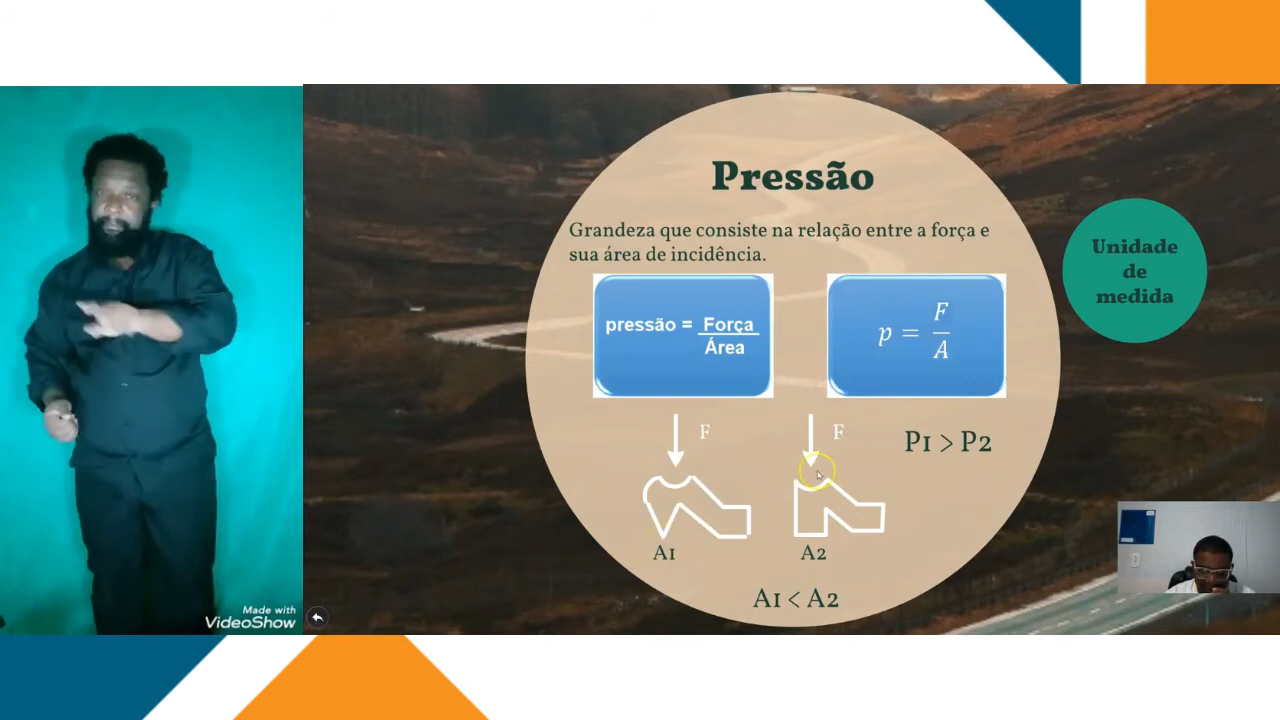 Pressão
Grandeza que consiste na relação entre a força e
sua área de incidência.
pressão = Força
Área
p = F
A
Unidade
de
medida
F
F
P1 > P2
A1
A2
A1 < A2
Made with
VideoShow